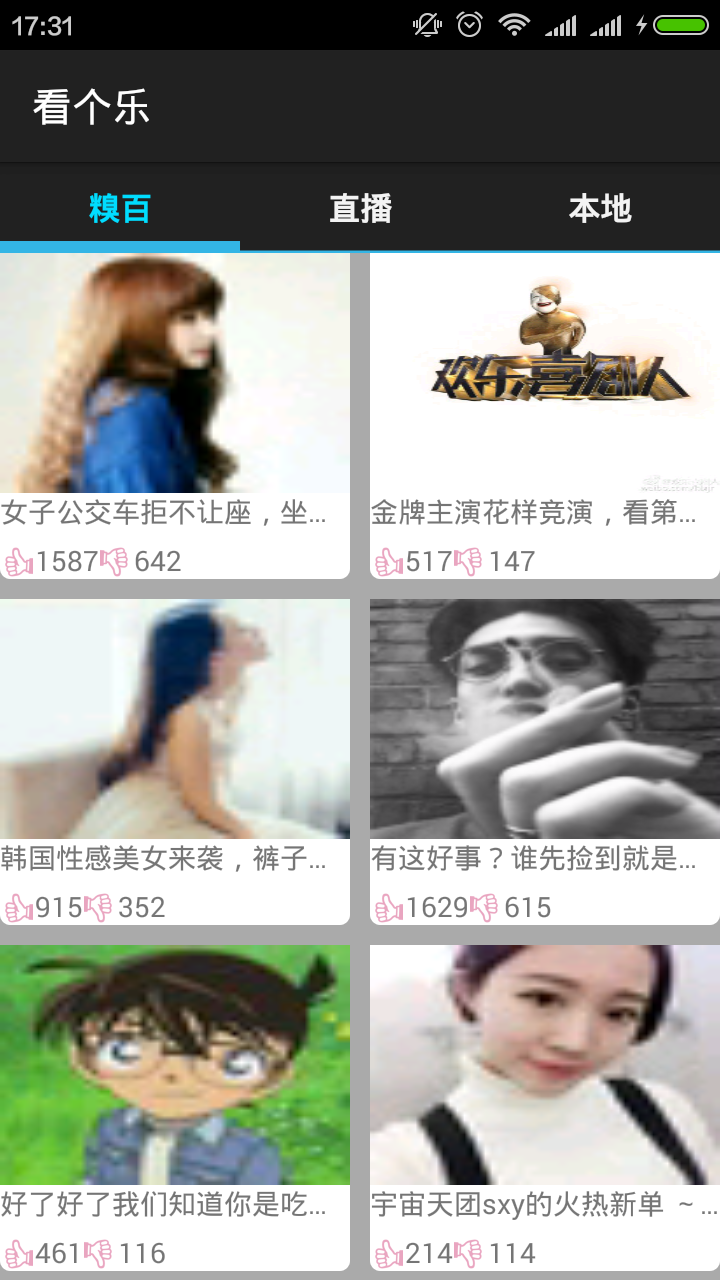 17:31
看个乐
糗百
直播
本地
欢乐喜剧人
女子公交车拒不让座，坐...
1587 642
金牌主演花样竞演，看第...
517 147
韩国性感美女来袭，裤子...
915 352
有这好事？谁先捡到就是...
1629 615
好了好了我们知道你是吃...
461 116
宇宙天团sxy的火热新单 ~...
214 114